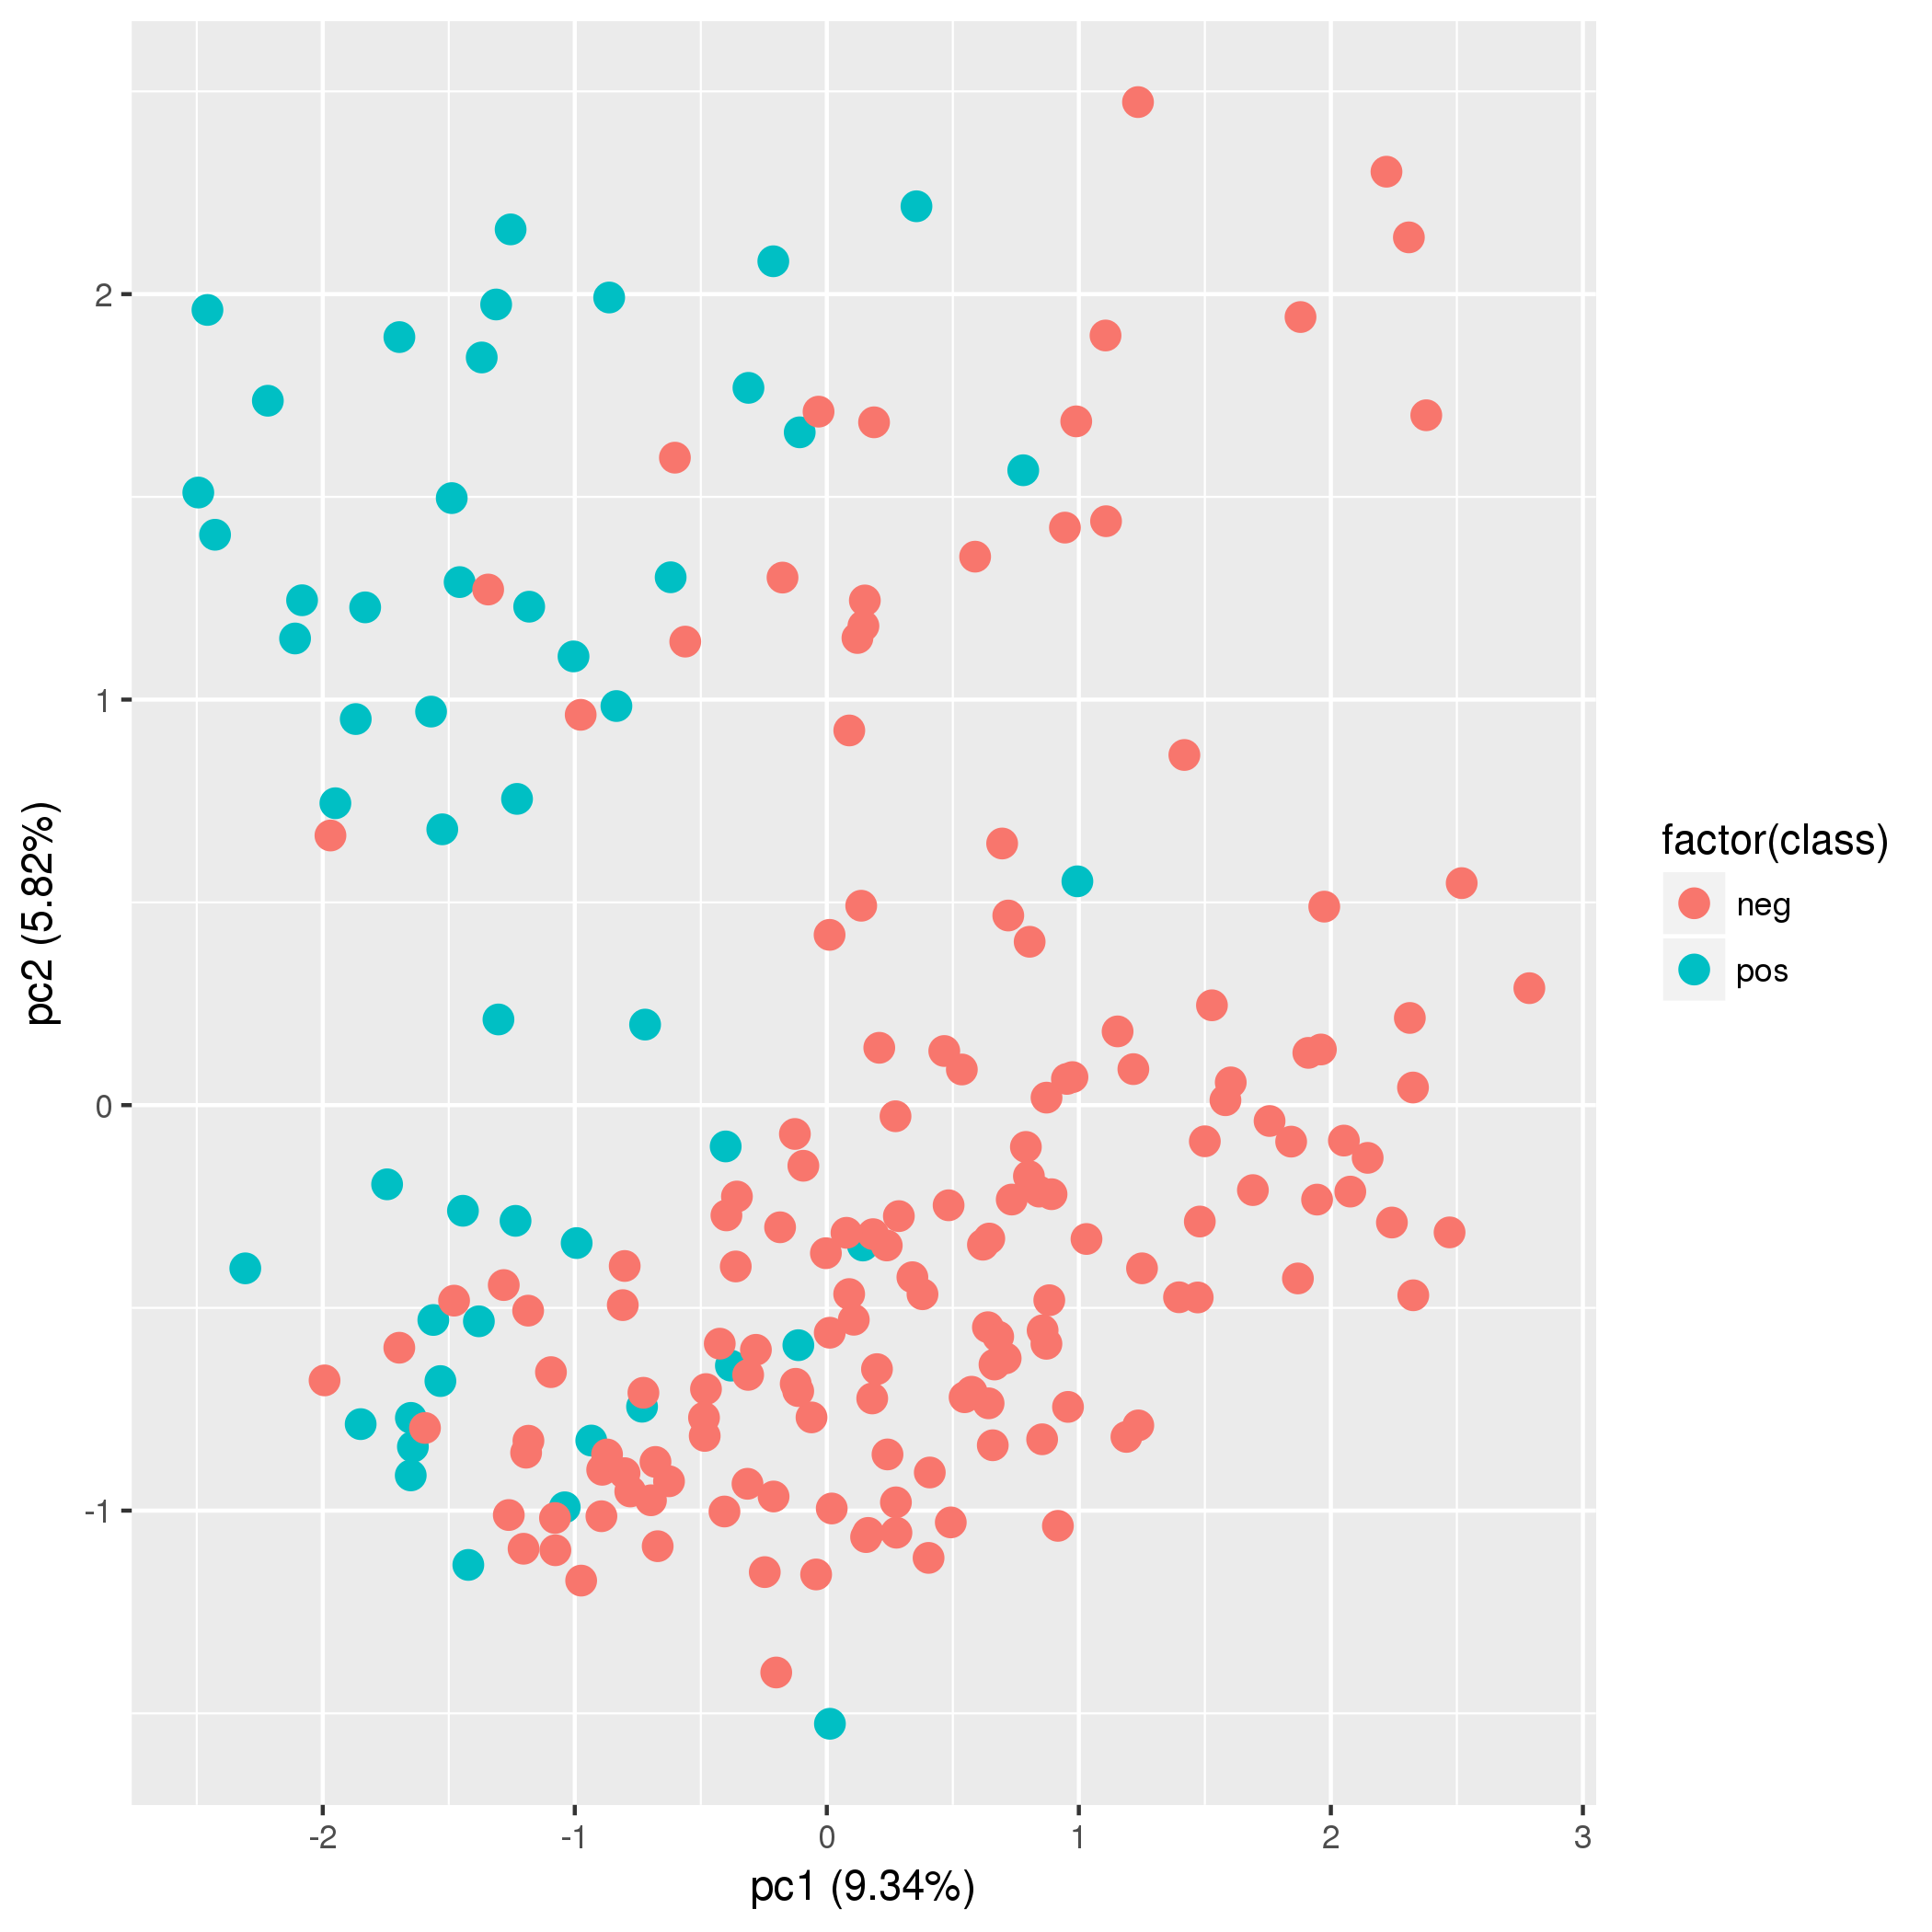 2
1
0
-1
pc2 (5.82%)
-2
-1
0
1
2
3
pc1 (9.34%)
factor(class)
neg
pos